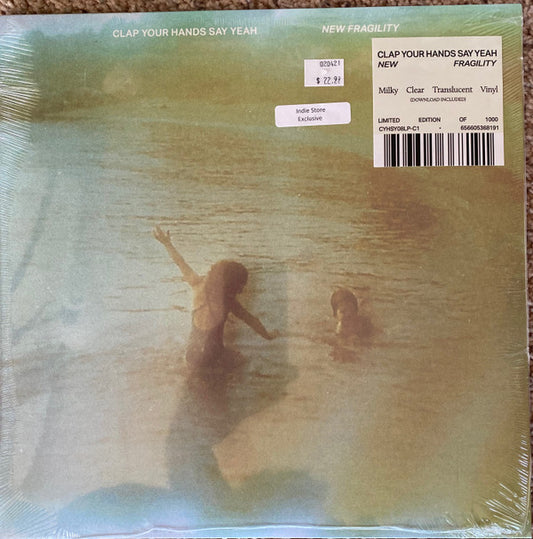 CLAP YOUR HANDS SAY YEAH NEW FRAGILITY
020421
$ 22.97
Indie Store
Exclusive
CLAP YOUR HANDS SAY YEAH
NEW FRAGILITY
Milky Clear Translucent Vinyl
(DOWNLOAD INCLUDED)
LIMITED EDITION OF 1000
CYHSY08LP-C1 · 656605368191